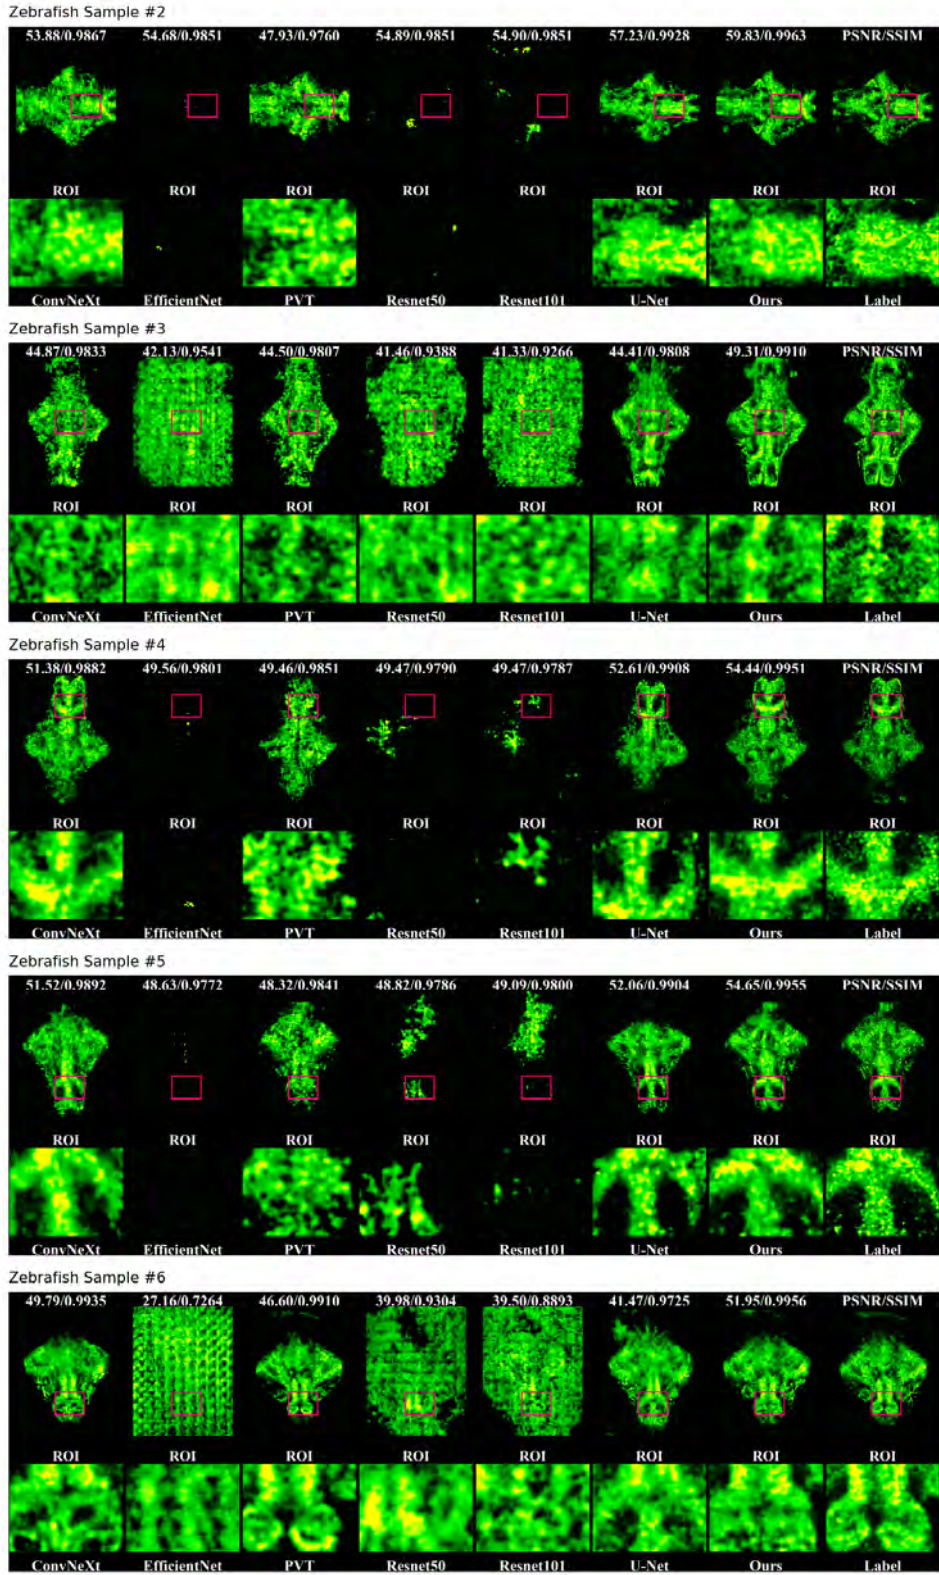 Zebrafish Sample #2
53.88/0.9867 54.68/0.9851 47.93/0.9760 54.89/0.9851 54.90/0.9851 57.23/0.9928 59.83/0.9963 PSNR/SSIM
ROI ROI ROI ROI ROI ROI ROI ROI
ConvNeXt EfficientNet PVT Resnet50 Resnet101 U-Net Ours Label
Zebrafish Sample #3
44.87/0.9833 42.13/0.9541 44.50/0.9807 41.46/0.9388 41.33/0.9266 44.41/0.9808 49.31/0.9910 PSNR/SSIM
ROI ROI ROI ROI ROI ROI ROI ROI
ConvNeXt EfficientNet PVT Resnet50 Resnet101 U-Net Ours Label
Zebrafish Sample #4
51.38/0.9882 49.56/0.9801 49.46/0.9851 49.47/0.9790 49.47/0.9787 52.61/0.9908 54.44/0.9951 PSNR/SSIM
ROI ROI ROI ROI ROI ROI ROI ROI
ConvNeXt EfficientNet PVT Resnet50 Resnet101 U-Net Ours Label
Zebrafish Sample #5
51.52/0.9892 48.63/0.9772 48.32/0.9841 48.82/0.9786 49.09/0.9800 52.06/0.9904 54.65/0.9955 PSNR/SSIM
ROI ROI ROI ROI ROI ROI ROI ROI
ConvNeXt EfficientNet PVT Resnet50 Resnet101 U-Net Ours Label
Zebrafish Sample #6
49.79/0.9935 27.16/0.7264 46.60/0.9910 39.98/0.9304 39.50/0.8893 41.47/0.9725 51.95/0.9956 PSNR/SSIM
ROI ROI ROI ROI ROI ROI ROI ROI
ConvNeXt EfficientNet PVT Resnet50 Resnet101 U-Net Ours Label